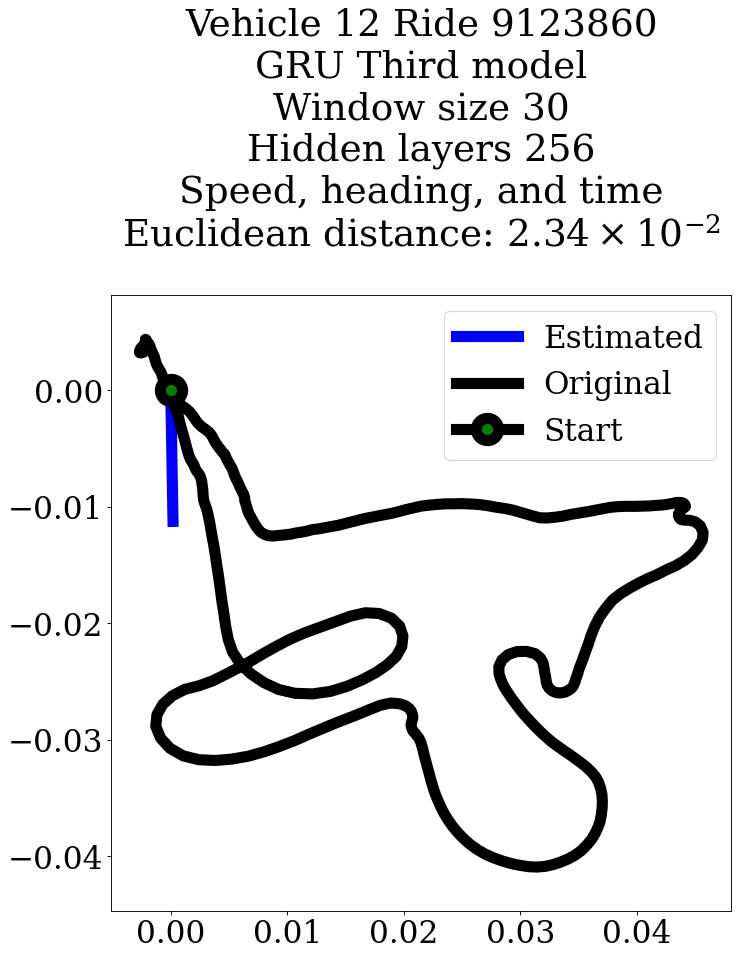 Vehicle 12 Ride 9123860
GRU Third model
Window size 30
Hidden layers 256
Speed, heading, and time
Euclidean distance: 2.34 × 10⁻²
Estimated
Original
Start
0.00
−0.01
−0.02
−0.03
−0.04
0.00 0.01 0.02 0.03 0.04